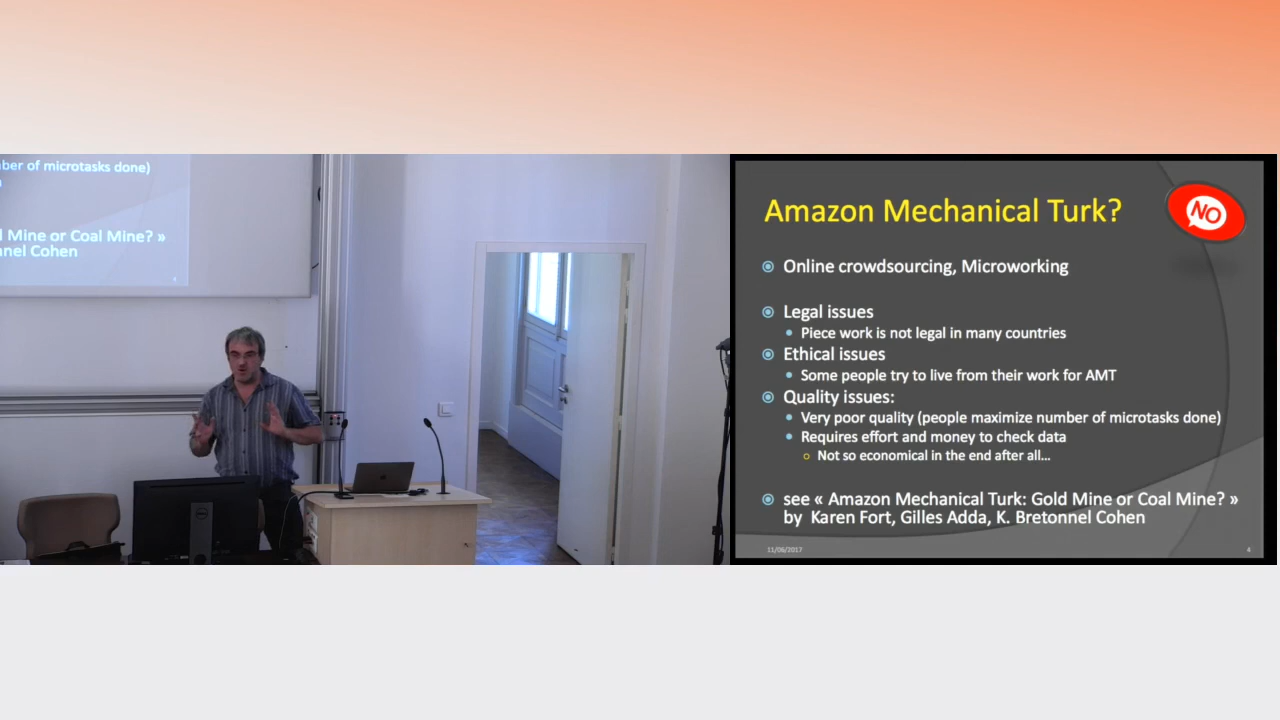 ber of microtasks done)
Mine or Coal Mine? »
nnel Cohen
Amazon Mechanical Turk?
NO
Online crowdsourcing, Microworking
Legal issues
Piece work is not legal in many countries
Ethical issues
Some people try to live from their work for AMT
Quality issues:
Very poor quality (people maximize number of microtasks done)
Requires effort and money to check data
Not so economical in the end after all...
see « Amazon Mechanical Turk: Gold Mine or Coal Mine? »
by Karen Fort, Gilles Adda, K. Bretonnel Cohen
11/06/2017
4